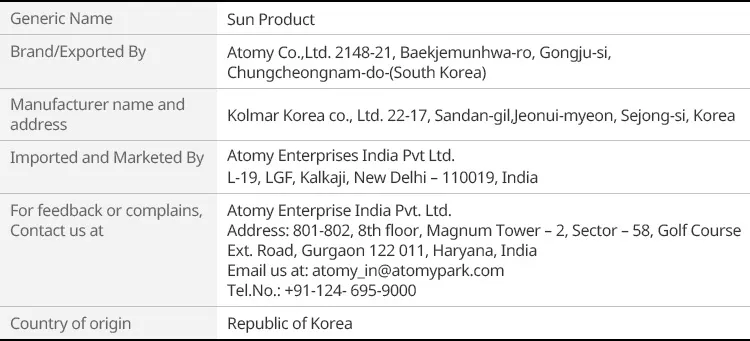 Generic Name
Sun Product
Brand/Exported By
Atomy Co.,Ltd. 2148-21, Baekjemunhwa-ro, Gongju-si,
Chungcheongnam-do-(South Korea)
Manufacturer name and
address
Kolmar Korea co., Ltd. 22-17, Sandan-gil,Jeonui-myeon, Sejong-si, Korea
Imported and Marketed By
Atomy Enterprises India Pvt Ltd.
L-19, LGF, Kalkaji, New Delhi – 110019, India
For feedback or complains,
Contact us at
Atomy Enterprise India Pvt. Ltd.
Address: 801-802, 8th floor, Magnum Tower – 2, Sector – 58, Golf Course
Ext. Road, Gurgaon 122 011, Haryana, India
Email us at: atomy_in@atomypark.com
Tel.No.: +91-124- 695-9000
Country of origin
Republic of Korea